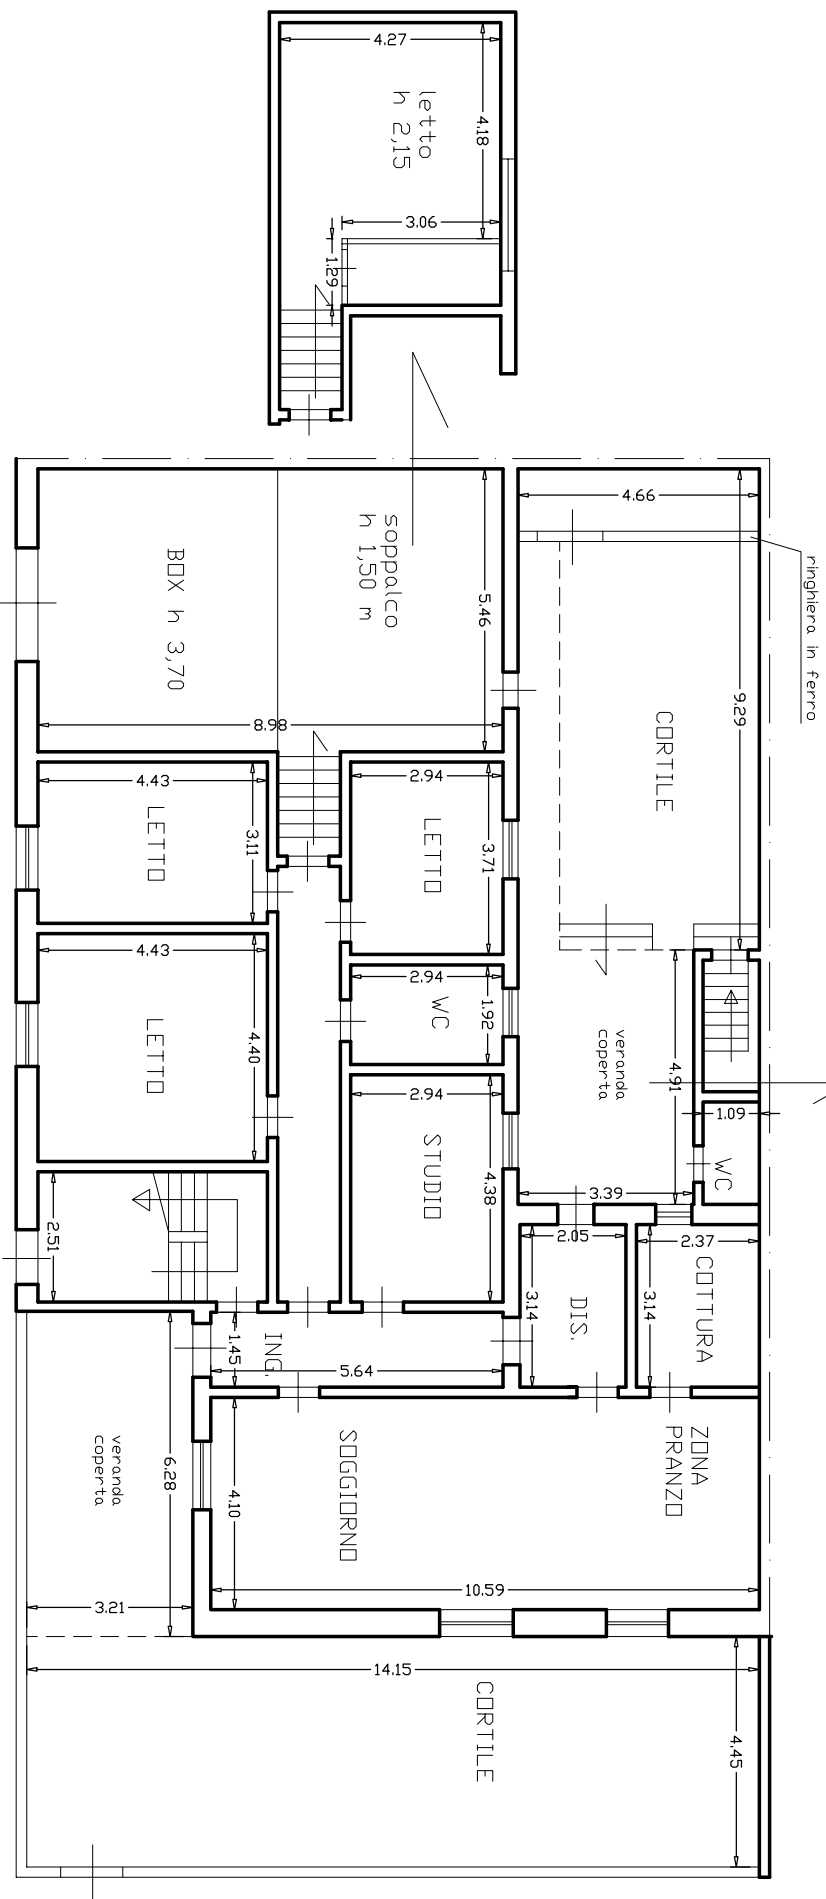 4.27
letto
h 2,15
4.18
3.06
1.29
4.66
ringhiera in ferro
soppalco
h 1,50 m
5.46
BOX h 3,70
9.29
CORTILE
8.98
4.43
LETTO
3.11
2.94
LETTO
3.71
4.43
LETTO
4.40
2.94
WC
1.92
veranda
coperta
4.91
1.09
WC
2.94
STUDIO
4.38
3.39
2.51
2.05
DIS.
3.14
2.37
COTTURA
3.14
ING.
1.45
5.64
veranda
coperta
6.28
4.10
SOGGIORNO
ZONA
PRANZO
10.59
3.21
14.15
CORTILE
4.45